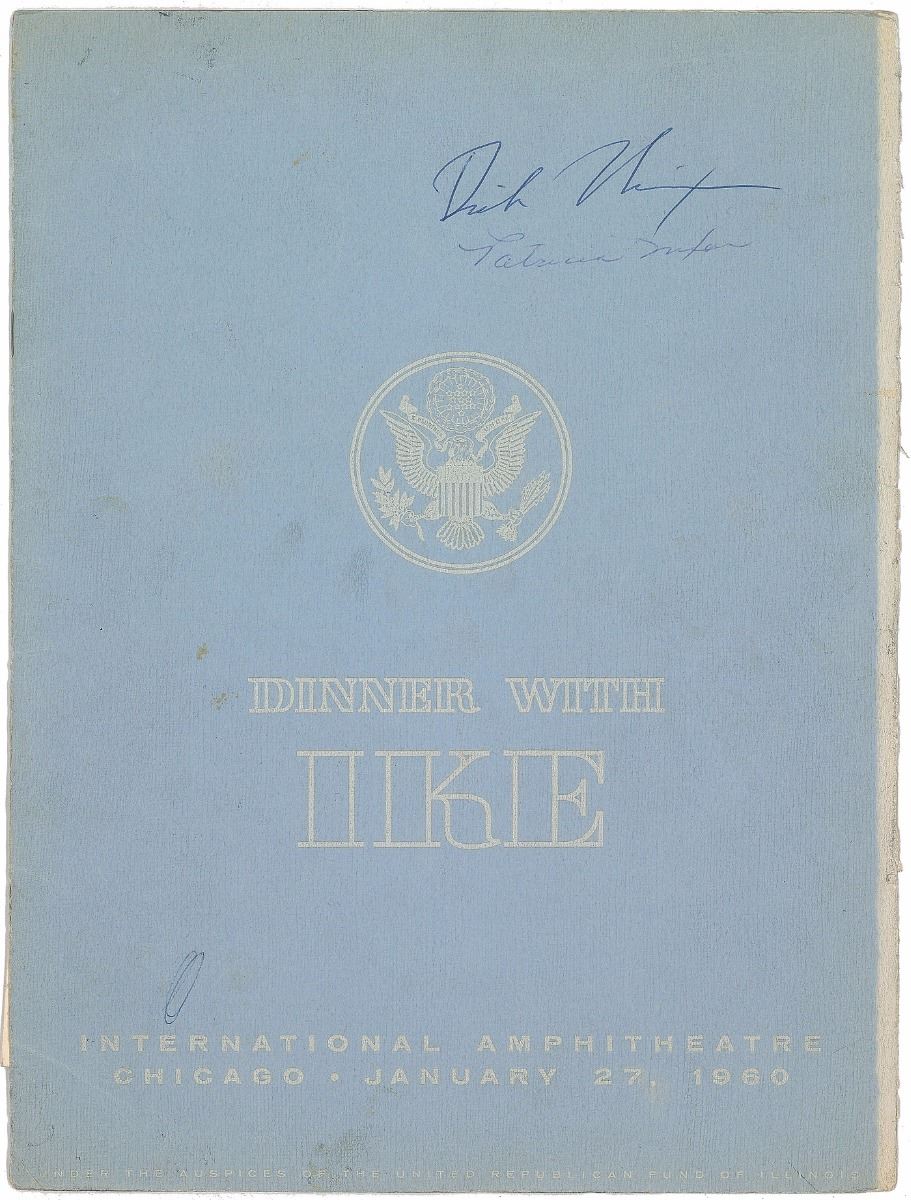 Dick Nixon
Patricia Nixon
DINNER WITH
IKE
INTERNATIONAL AMPHITHEATRE
CHICAGO • JANUARY 27, 1960
UNDER THE AUSPICES OF THE UNITED REPUBLICAN FUND OF ILLINOIS